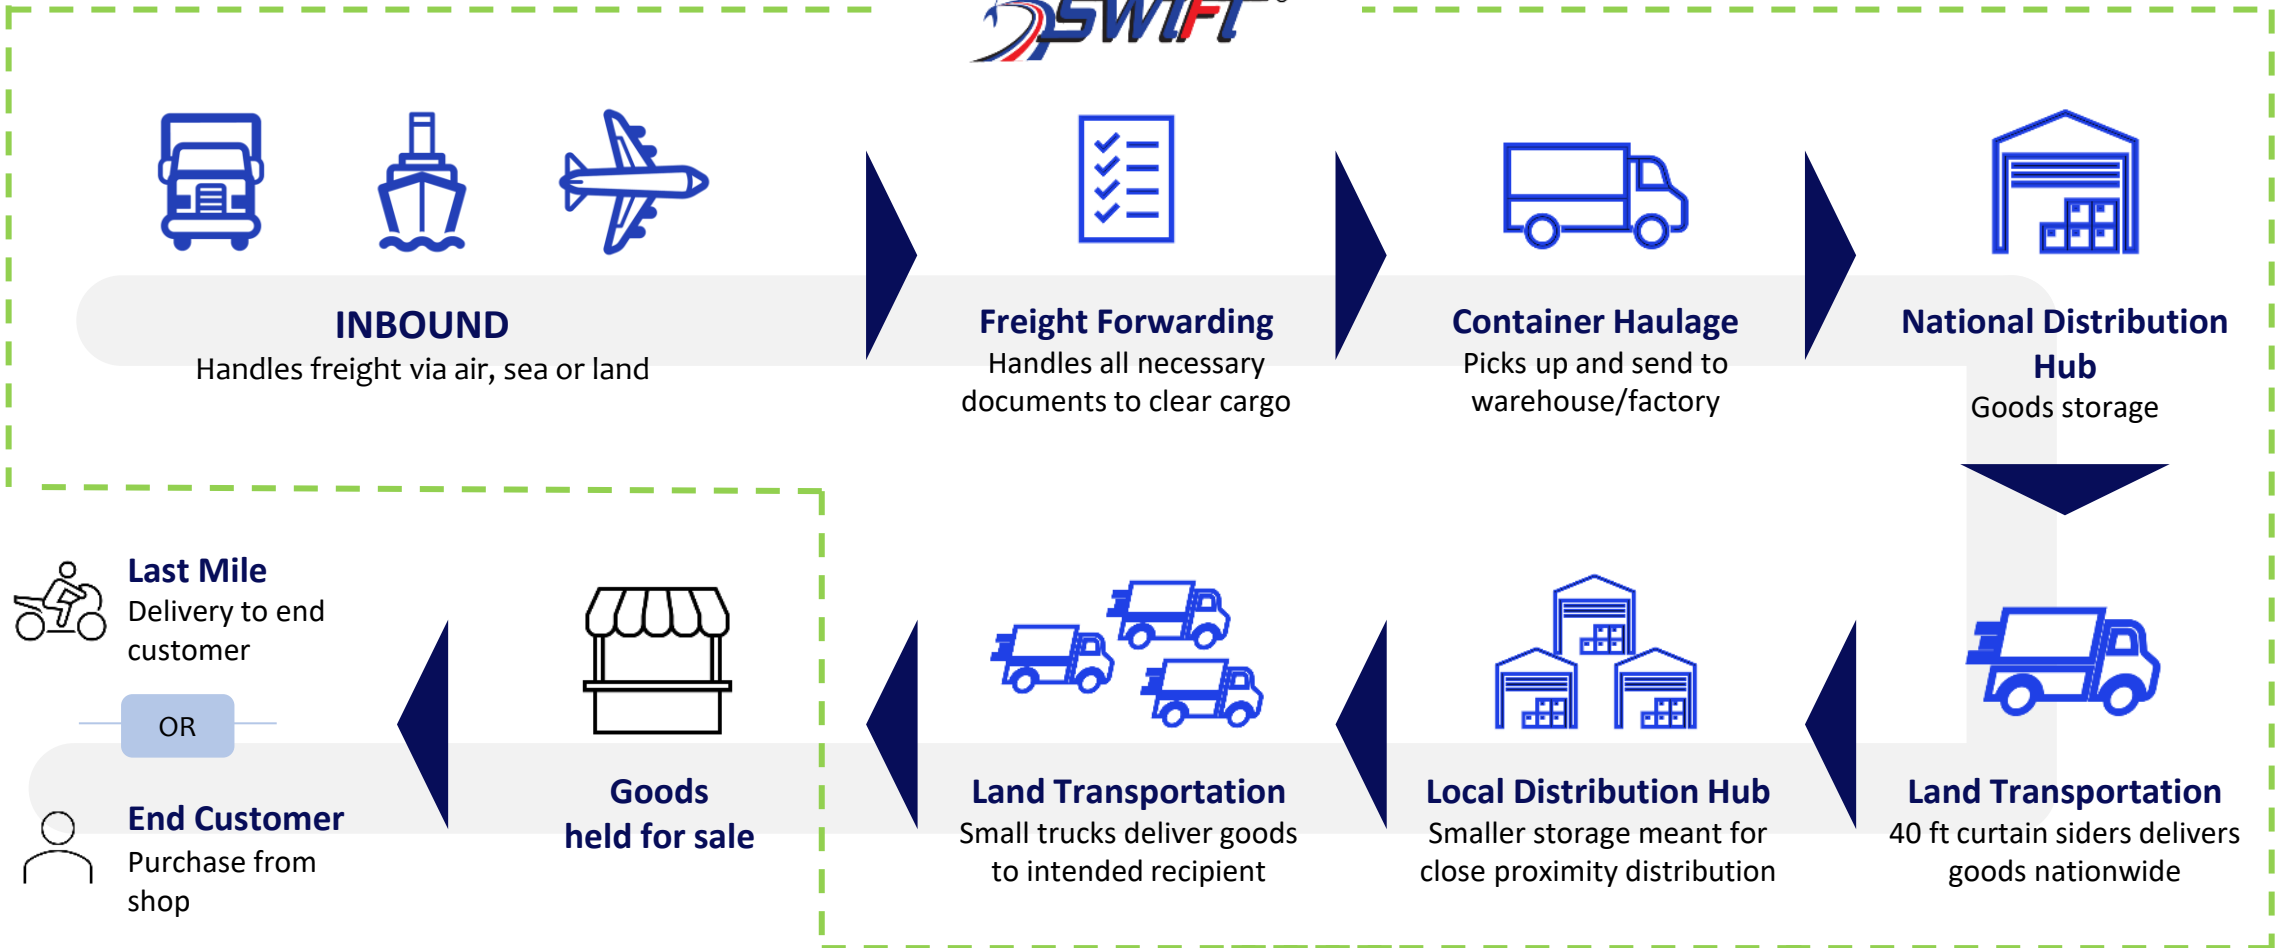 SWIFT
INBOUND
Handles freight via air, sea or land
Freight Forwarding
Handles all necessary
documents to clear cargo
Container Haulage
Picks up and send to
warehouse/factory
National Distribution
Hub
Goods storage
Land Transportation
40 ft curtain siders delivers
goods nationwide
Local Distribution Hub
Smaller storage meant for
close proximity distribution
Land Transportation
Small trucks deliver goods
to intended recipient
Goods
held for sale
Last Mile
Delivery to end
customer
OR
End Customer
Purchase from
shop